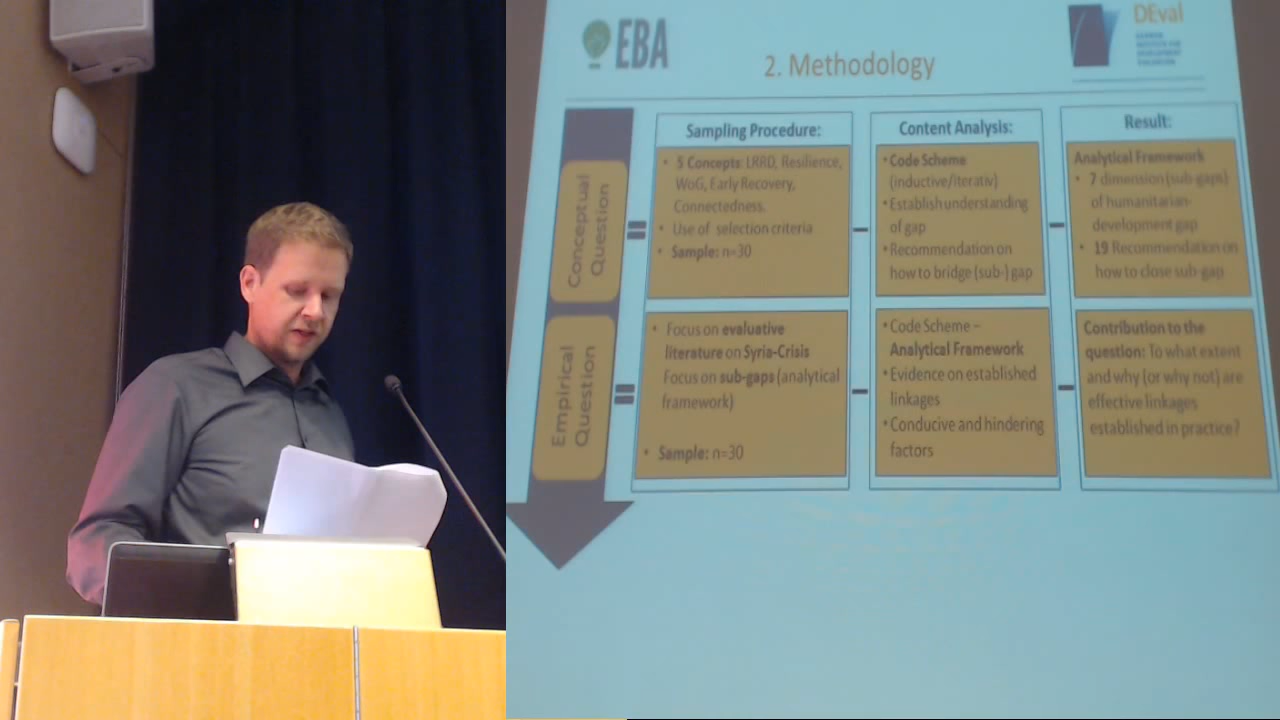 EBA
DEval
GERMAN
INSTITUTE FOR
DEVELOPMENT
EVALUATION
2. Methodology
Sampling Procedure:
Content Analysis:
Result:
Conceptual
Question
• 5 Concepts: LRRD, Resilience,
WoG, Early Recovery,
Connectedness.
• Use of selection criteria
• Sample: n=30
• Code Scheme
(inductive/iterativ)
• Establish understanding
of gap
• Recommendation on
how to bridge (sub-) gap
Analytical Framework
• 7 dimension (sub-gaps)
of humanitarian-
development gap
• 19 Recommendation on
how to close sub-gap
Empirical
Question
• Focus on evaluative
literature on Syria-Crisis
Focus on sub-gaps (analytical
framework)
• Sample: n=30
• Code Scheme –
Analytical Framework
• Evidence on established
linkages
• Conducive and hindering
factors
Contribution to the
question: To what extent
and why (or why not) are
effective linkages
established in practice?